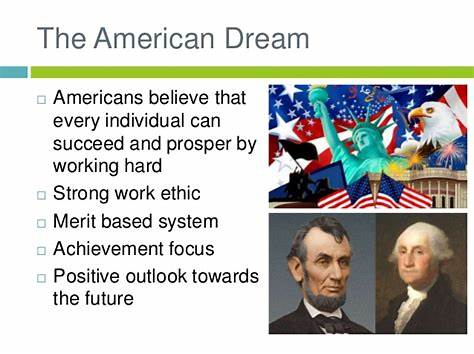 The American Dream
Americans believe that
every individual can
succeed and prosper by
working hard
Strong work ethic
Merit based system
Achievement focus
Positive outlook towards
the future